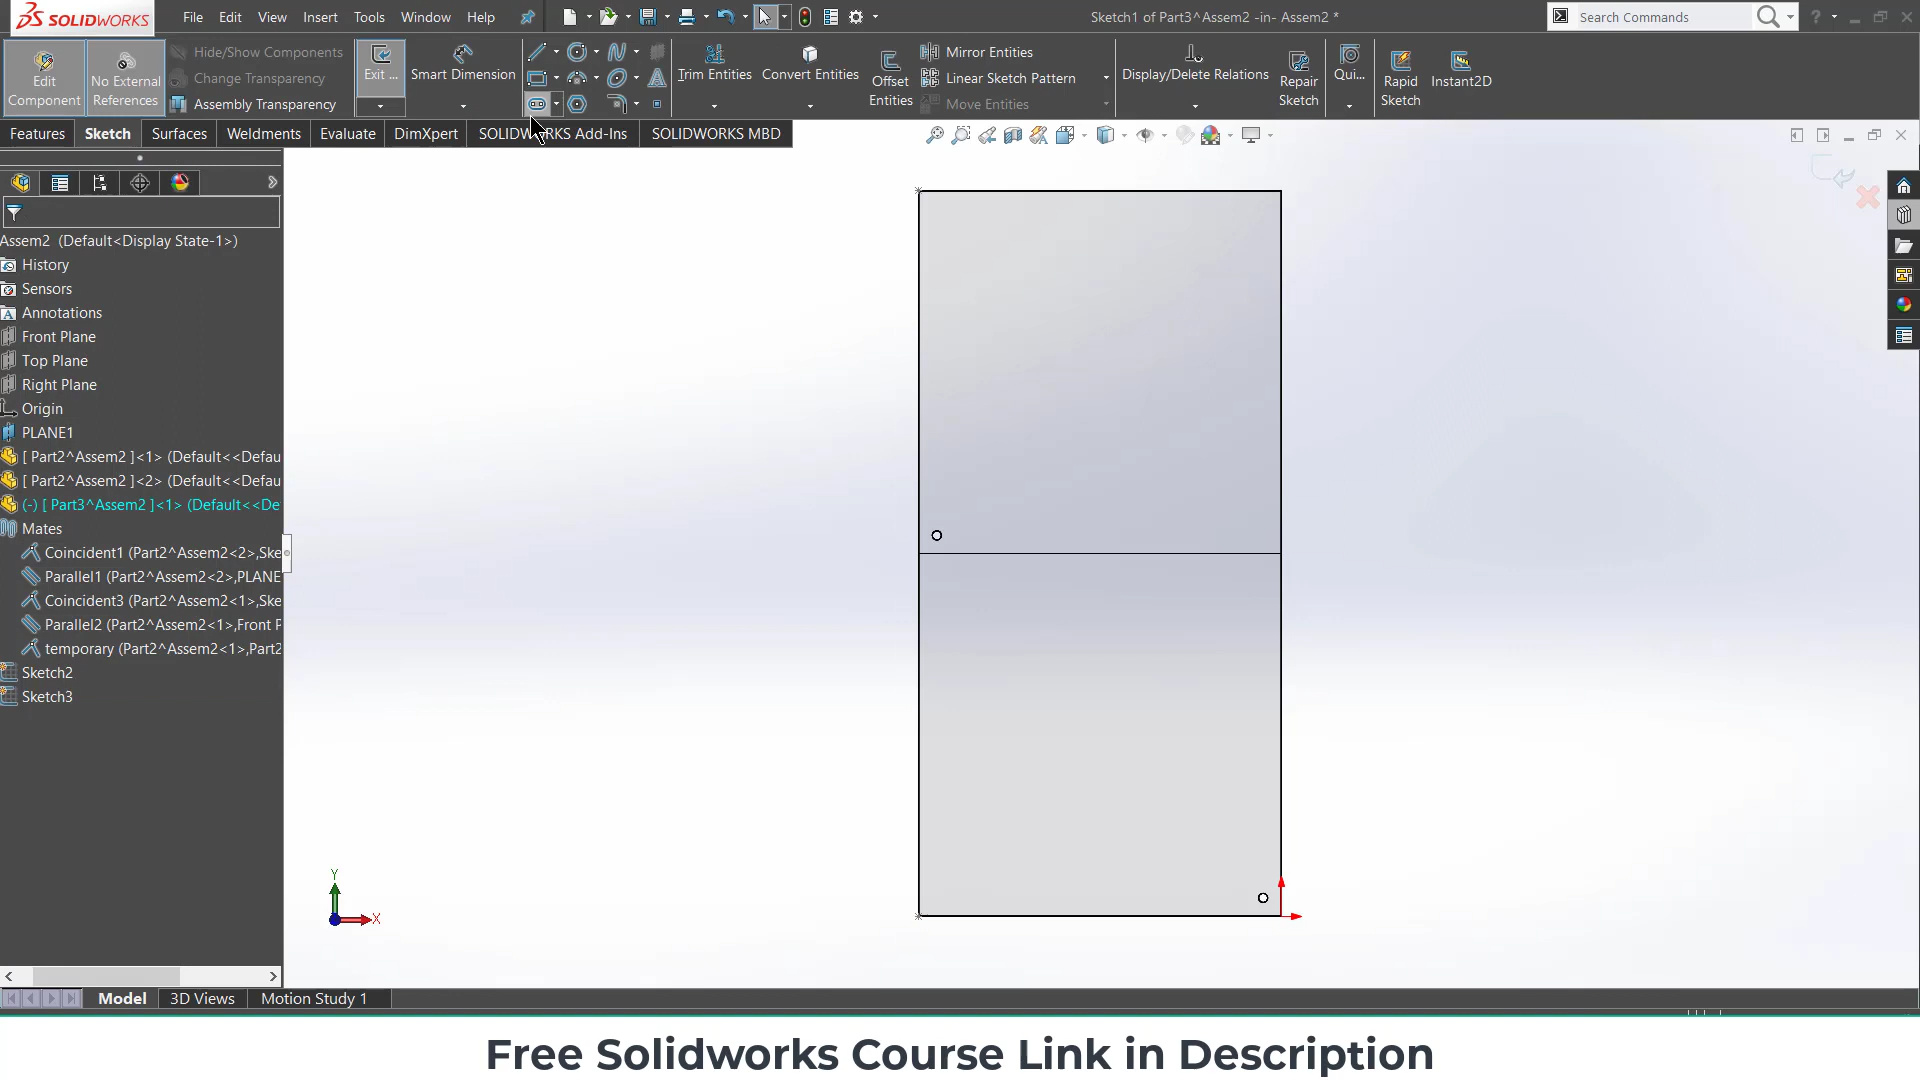 SOLIDWORKS
File Edit View Insert Tools Window Help
Sketch1 of Part3^Assem2 -in- Assem2 *
Search Commands
Edit Component
No External References
Hide/Show Components
Change Transparency
Assembly Transparency
Exit ...
Smart Dimension
Trim Entities
Convert Entities
Offset Entities
Mirror Entities
Linear Sketch Pattern
Move Entities
Display/Delete Relations
Repair Sketch
Qui...
Rapid Sketch
Instant2D
Features Sketch Surfaces Weldments Evaluate DimXpert SOLIDWORKS Add-Ins SOLIDWORKS MBD
Assem2 (Default<Display State-1>)
History
Sensors
Annotations
Front Plane
Top Plane
Right Plane
Origin
PLANE1
[ Part2^Assem2 ]<1> (Default<<Defau
[ Part2^Assem2 ]<2> (Default<<Defau
(-) [ Part3^Assem2 ]<1> (Default<<De
Mates
Coincident1 (Part2^Assem2<2>,Ske
Parallel1 (Part2^Assem2<2>,PLANE
Coincident3 (Part2^Assem2<1>,Ske
Parallel2 (Part2^Assem2<1>,Front P
temporary (Part2^Assem2<1>,Part2
Sketch2
Sketch3
Y
X
Model 3D Views Motion Study 1
Free Solidworks Course Link in Description